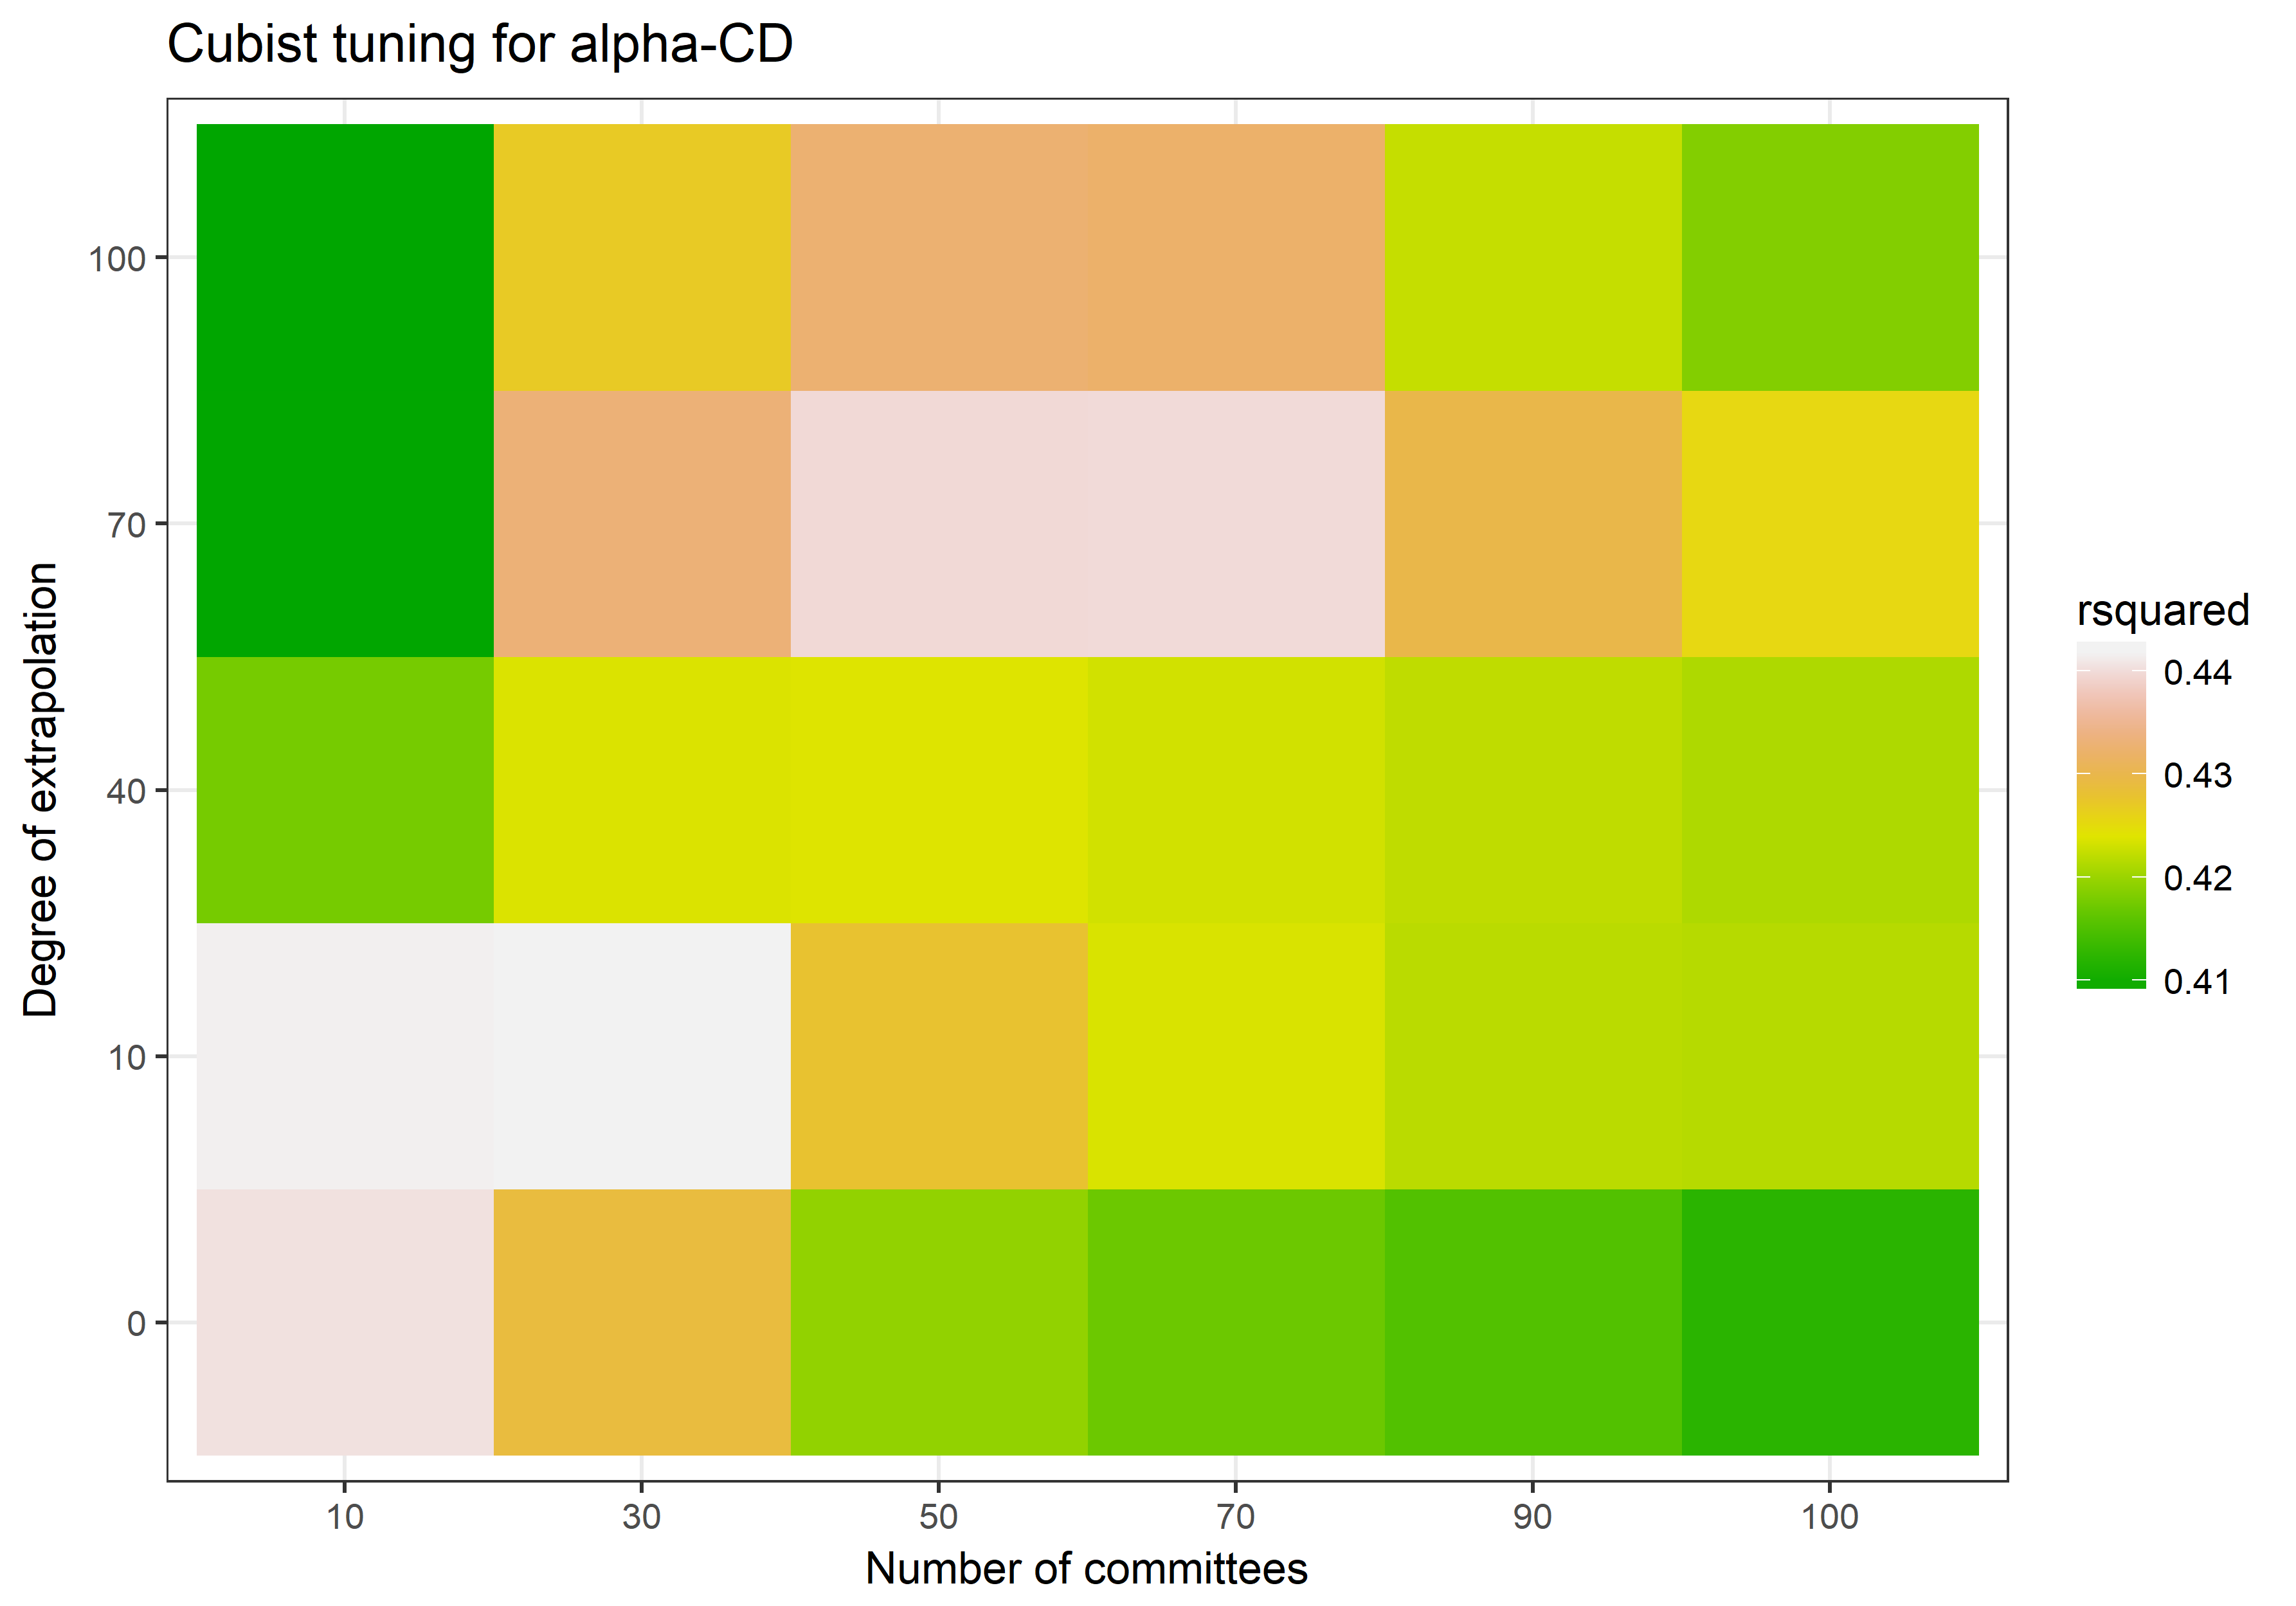 Cubist tuning for alpha-CD
Degree of extrapolation
100
70
40
10
0
10 30 50 70 90 100
Number of committees
rsquared
0.44
0.43
0.42
0.41